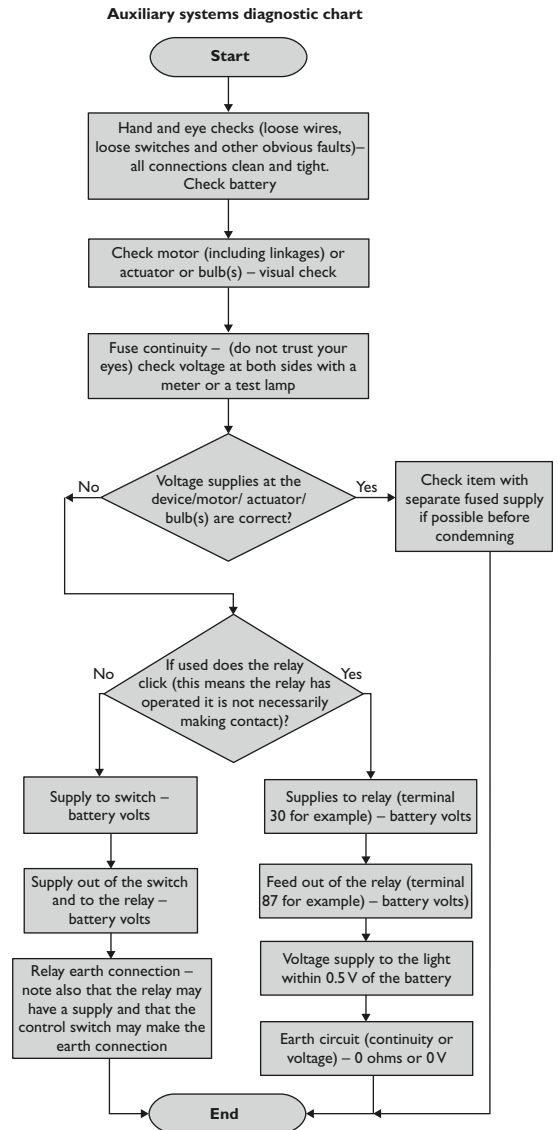 Auxiliary systems diagnostic chart
Start
Hand and eye checks (loose wires,
loose switches and other obvious faults)–
all connections clean and tight.
Check battery
Check motor (including linkages) or
actuator or bulb(s) – visual check
Fuse continuity – (do not trust your
eyes) check voltage at both sides with a
meter or a test lamp
No
Voltage supplies at the
device/motor/ actuator/
bulb(s) are correct?
Yes
Check item with
separate fused supply
if possible before
condemning
No
If used does the relay
click (this means the relay has
operated it is not necessarily
making contact)?
Yes
Supply to switch –
battery volts
Supply out of the switch
and to the relay –
battery volts
Relay earth connection –
note also that the relay may
have a supply and that the
control switch may make the
earth connection
Supplies to relay (terminal
30 for example) – battery volts
Feed out of the relay (terminal
87 for example) – battery volts)
Voltage supply to the light
within 0.5 V of the battery
Earth circuit (continuity or
voltage) – 0 ohms or 0 V
End